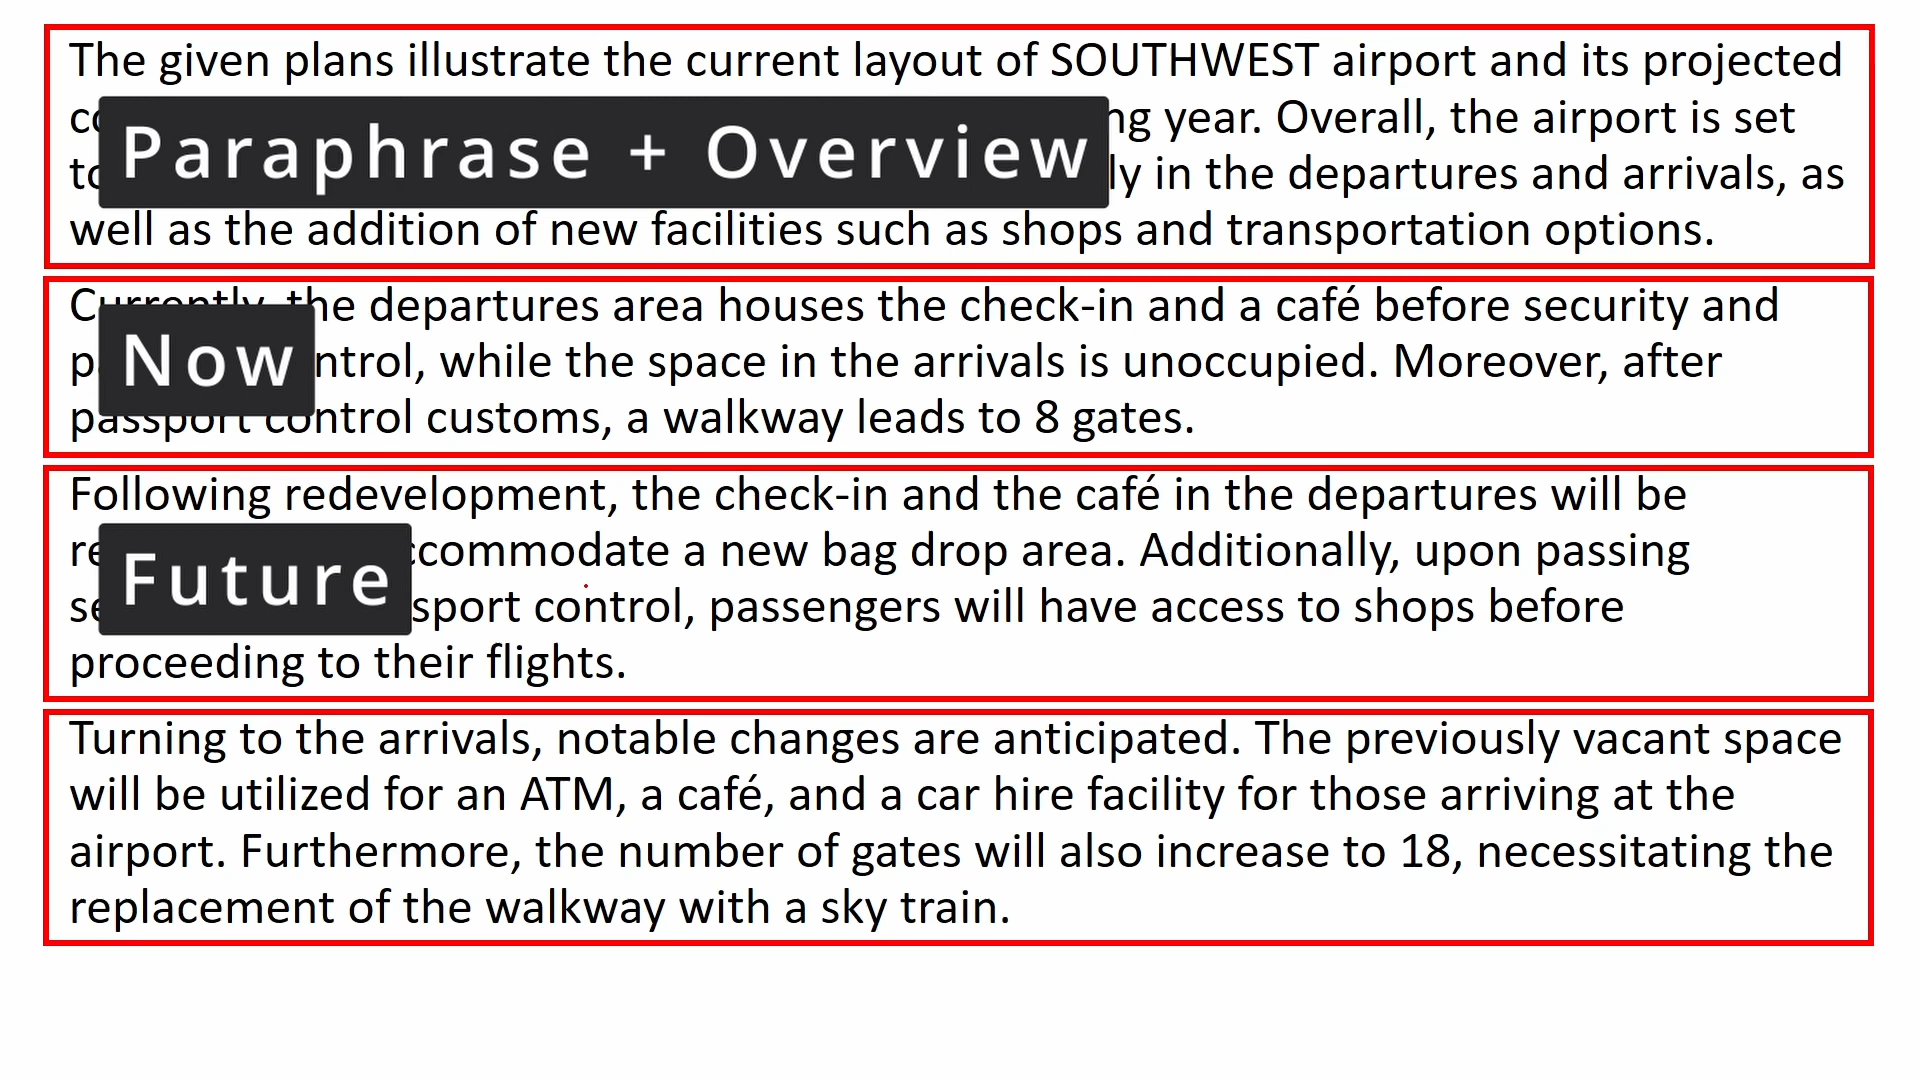 The given plans illustrate the current layout of SOUTHWEST airport and its projected
Paraphrase + Overview
year. Overall, the airport is set
in the departures and arrivals, as
well as the addition of new facilities such as shops and transportation options.
Currently, the departures area houses the check-in and a café before security and
Now
while the space in the arrivals is unoccupied. Moreover, after
passport control customs, a walkway leads to 8 gates.
Following redevelopment, the check-in and the café in the departures will be
Future
a new bag drop area. Additionally, upon passing
control, passengers will have access to shops before
proceeding to their flights.
Turning to the arrivals, notable changes are anticipated. The previously vacant space
will be utilized for an ATM, a café, and a car hire facility for those arriving at the
airport. Furthermore, the number of gates will also increase to 18, necessitating the
replacement of the walkway with a sky train.